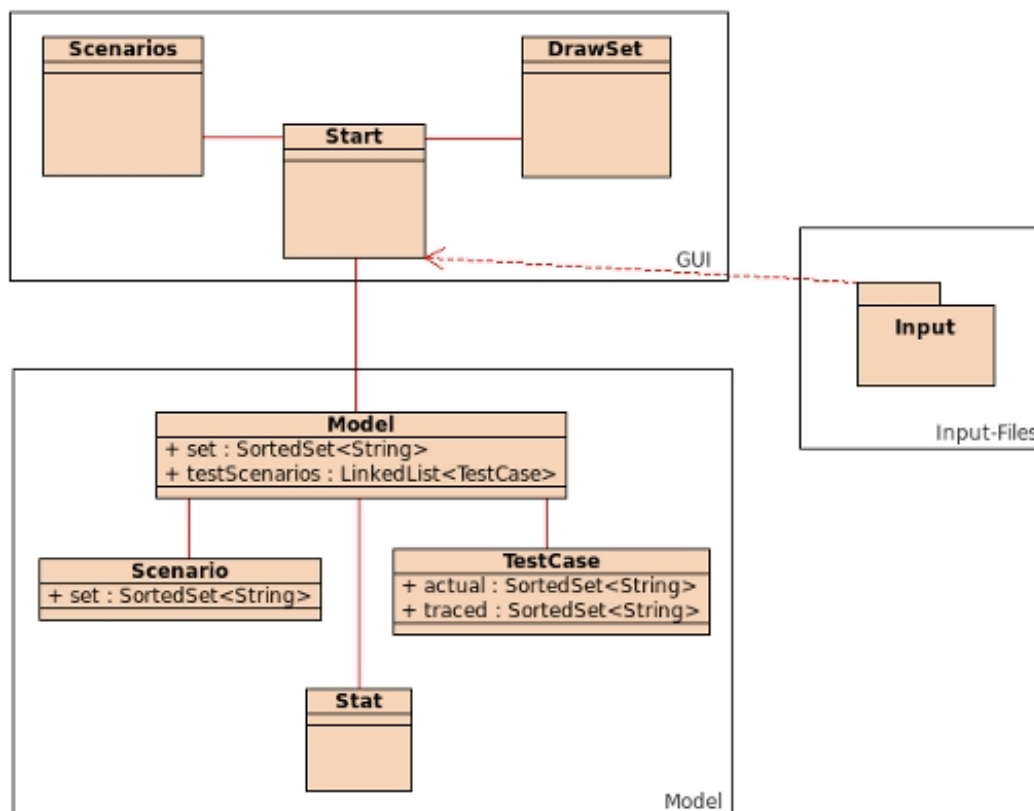 Scenarios
DrawSet
Start
GUI
Input
Input-Files
Model
+ set : SortedSet<String>
+ testScenarios : LinkedList<TestCase>
Scenario
+ set : SortedSet<String>
TestCase
+ actual : SortedSet<String>
+ traced : SortedSet<String>
Stat
Model